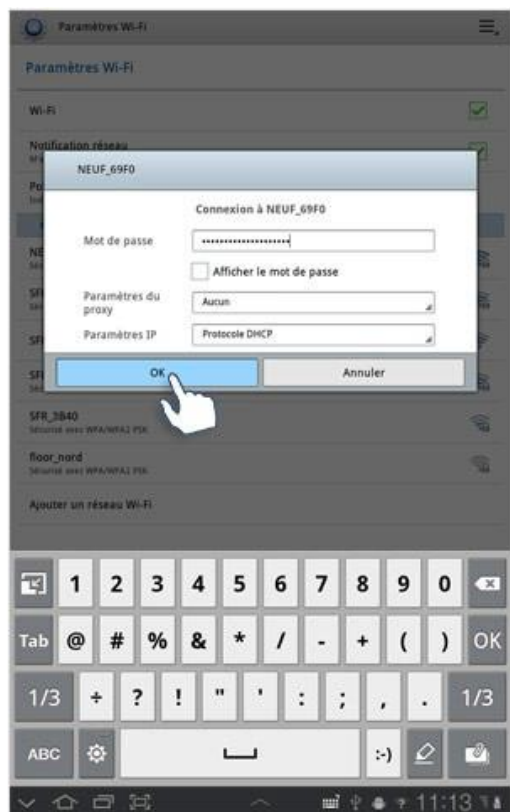 Paramètres Wi-Fi
Paramètres Wi-Fi
Wi-Fi
Notification réseau
NEUF_69F0
Connexion à NEUF_69F0
Mot de passe
••••••••••••••••••••
Afficher le mot de passe
Paramètres du proxy
Aucun
Paramètres IP
Protocole DHCP
OK
Annuler
SFR_3B40
Sécurisé avec WPA/WPA2 PSK
floor_nord
Sécurisé avec WPA/WPA2 PSK
Ajouter un réseau Wi-Fi
1 2 3 4 5 6 7 8 9 0
Tab @ # % & * / - + ( ) OK
1/3 ÷ ? ! " ' : ; , . 1/3
ABC :-)
11:13